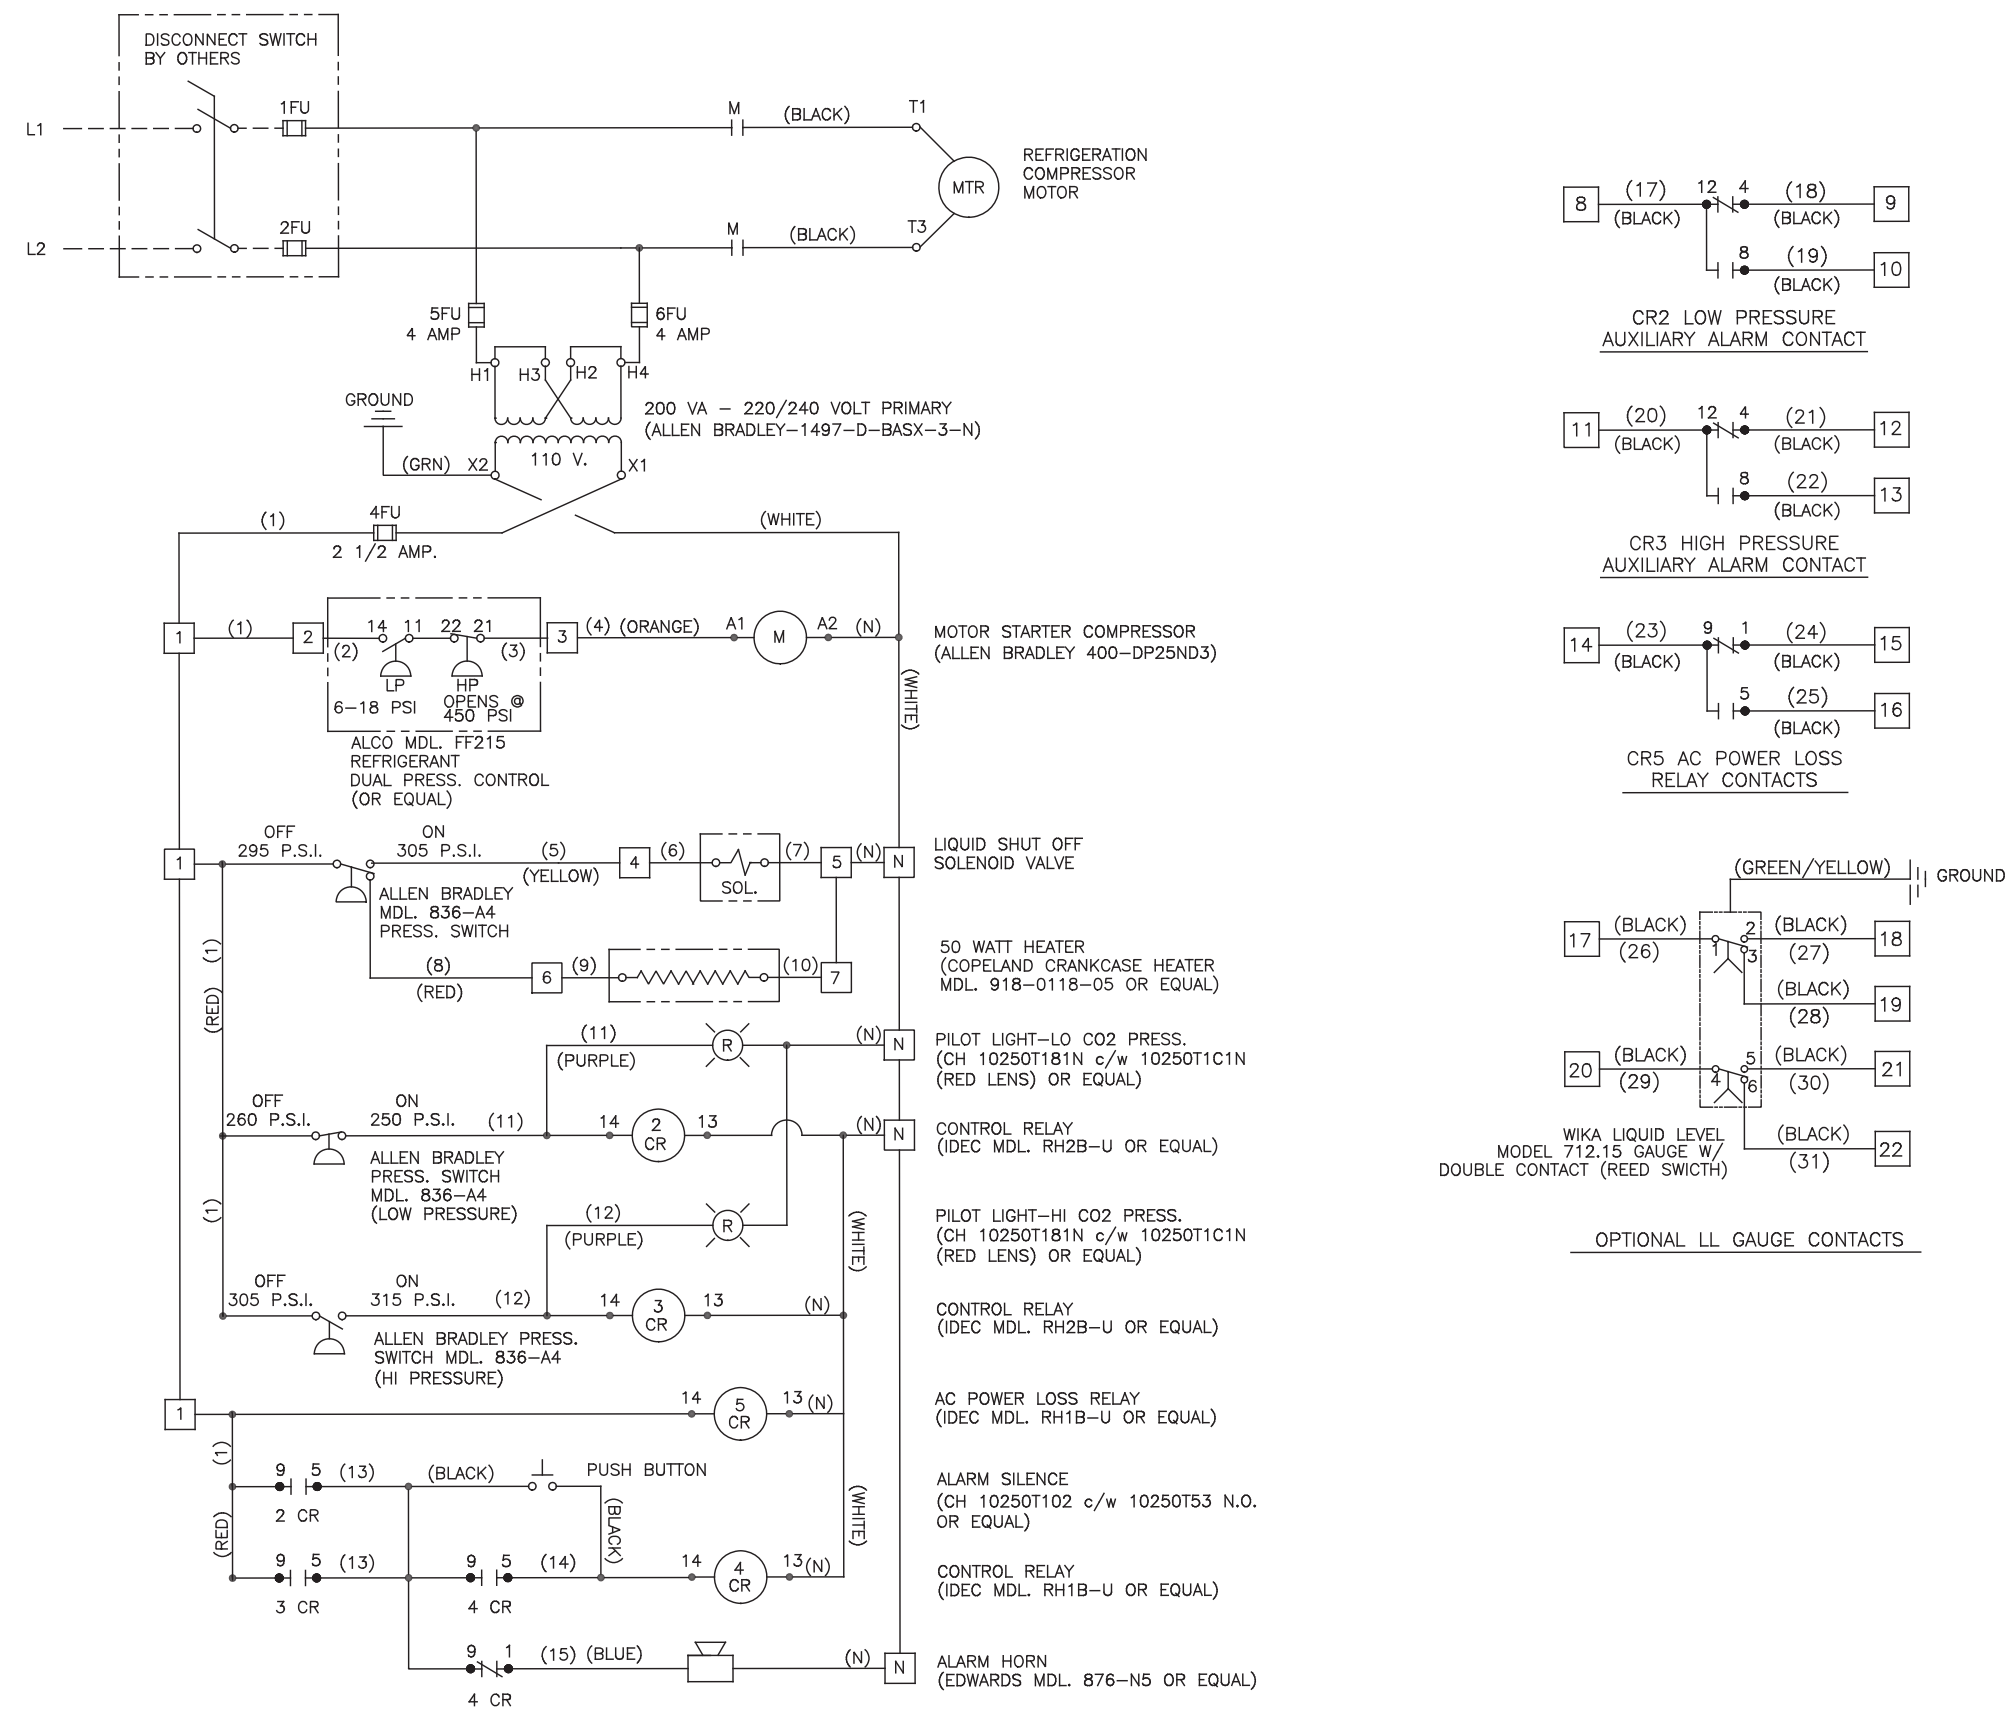 DISCONNECT SWITCH
BY OTHERS
L1
1FU
M
(BLACK)
T1
MTR
REFRIGERATION
COMPRESSOR
MOTOR
L2
2FU
M
(BLACK)
T3
5FU
4 AMP
6FU
4 AMP
H1
H3
H2
H4
GROUND
200 VA – 220/240 VOLT PRIMARY
(ALLEN BRADLEY–1497–D–BASX–3–N)
(GRN)
X2
110 V.
X1
(1)
4FU
2 1/2 AMP.
(WHITE)
1
(1)
2
(2)
14
11
22
21
(3)
LP
HP
6–18 PSI
OPENS @
450 PSI
3
(4) (ORANGE)
A1
M
A2
(N)
MOTOR STARTER COMPRESSOR
(ALLEN BRADLEY 400–DP25ND3)
(WHITE)
ALCO MDL. FF215
REFRIGERANT
DUAL PRESS. CONTROL
(OR EQUAL)
1
OFF
295 P.S.I.
ON
305 P.S.I.
(5)
(YELLOW)
4
(6)
SOL.
(7)
5
(N)
N
LIQUID SHUT OFF
SOLENOID VALVE
ALLEN BRADLEY
MDL. 836–A4
PRESS. SWITCH
(1)
(RED)
(8)
(RED)
6
(9)
(10)
7
50 WATT HEATER
(COPELAND CRANKCASE HEATER
MDL. 918–0118–05 OR EQUAL)
(11)
(PURPLE)
R
(N)
N
PILOT LIGHT–LO CO2 PRESS.
(CH 10250T181N c/w 10250T1C1N
(RED LENS) OR EQUAL)
OFF
260 P.S.I.
ON
250 P.S.I.
(11)
14
2
CR
13
(N)
N
CONTROL RELAY
(IDEC MDL. RH2B–U OR EQUAL)
ALLEN BRADLEY
PRESS. SWITCH
MDL. 836–A4
(LOW PRESSURE)
(1)
(12)
(PURPLE)
R
(WHITE)
PILOT LIGHT–HI CO2 PRESS.
(CH 10250T181N c/w 10250T1C1N
(RED LENS) OR EQUAL)
OFF
305 P.S.I.
ON
315 P.S.I.
(12)
14
3
CR
13
(N)
CONTROL RELAY
(IDEC MDL. RH2B–U OR EQUAL)
ALLEN BRADLEY PRESS.
SWITCH MDL. 836–A4
(HI PRESSURE)
1
14
5
CR
13
(N)
AC POWER LOSS RELAY
(IDEC MDL. RH1B–U OR EQUAL)
(1)
(RED)
9
5
(13)
2 CR
(BLACK)
PUSH BUTTON
(BLACK)
(WHITE)
ALARM SILENCE
(CH 10250T102 c/w 10250T53 N.O.
OR EQUAL)
9
5
(13)
3 CR
9
5
(14)
4 CR
14
4
CR
13
(N)
CONTROL RELAY
(IDEC MDL. RH1B–U OR EQUAL)
9
1
(15) (BLUE)
4 CR
(N)
N
ALARM HORN
(EDWARDS MDL. 876–N5 OR EQUAL)
8
(17)
(BLACK)
12
4
(18)
(BLACK)
9
8
(19)
(BLACK)
10
CR2 LOW PRESSURE
AUXILIARY ALARM CONTACT
11
(20)
(BLACK)
12
4
(21)
(BLACK)
12
8
(22)
(BLACK)
13
CR3 HIGH PRESSURE
AUXILIARY ALARM CONTACT
14
(23)
(BLACK)
9
1
(24)
(BLACK)
15
5
(25)
(BLACK)
16
CR5 AC POWER LOSS
RELAY CONTACTS
(GREEN/YELLOW)
GROUND
17
(BLACK)
(26)
1
2
3
(BLACK)
(27)
18
(BLACK)
(28)
19
20
(BLACK)
(29)
4
5
6
(BLACK)
(30)
21
(BLACK)
(31)
22
WIKA LIQUID LEVEL
MODEL 712.15 GAUGE W/
DOUBLE CONTACT (REED SWICTH)
OPTIONAL LL GAUGE CONTACTS